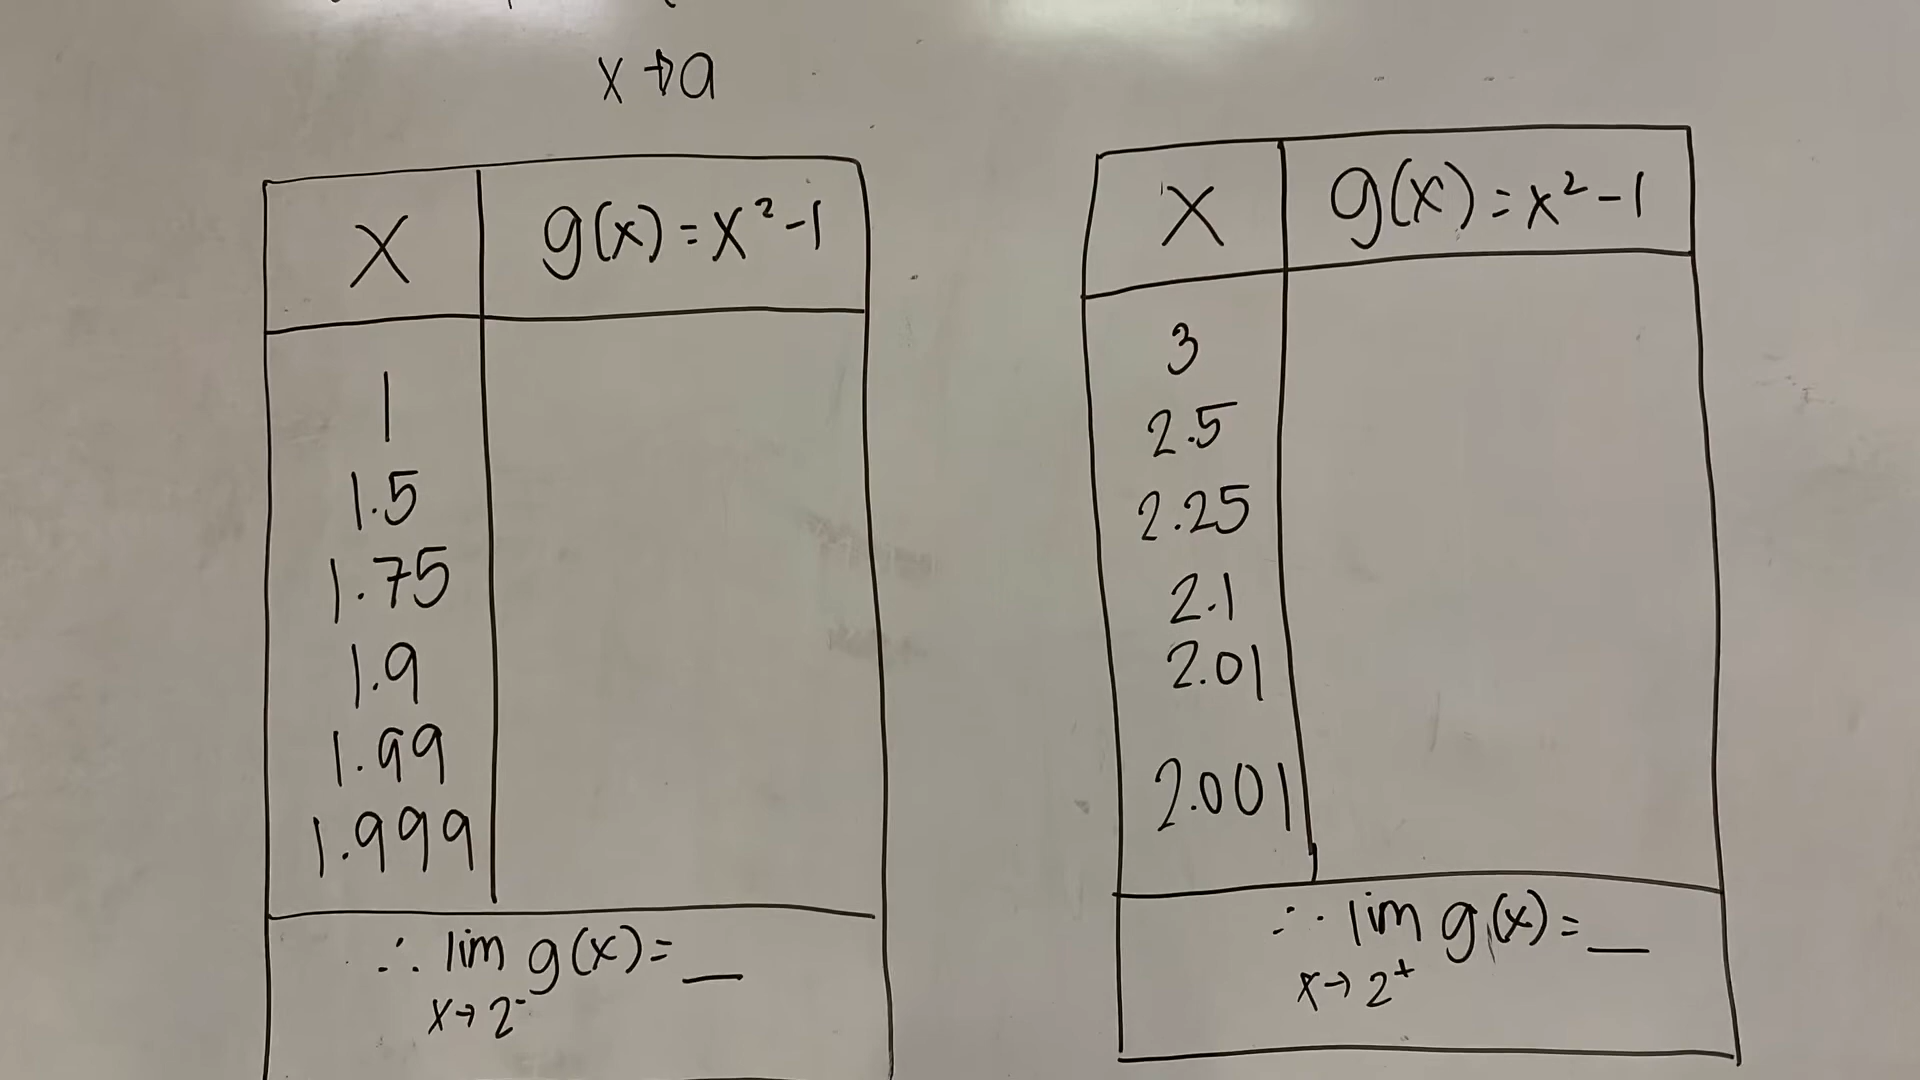 x→a
x g(x)=x²-1
1
1.5
1.75
1.9
1.99
1.999
∴ lim g(x)= __
x→2⁻
x g(x)=x²-1
3
2.5
2.25
2.1
2.01
2.001
∴ lim g(x)= __
x→2⁺